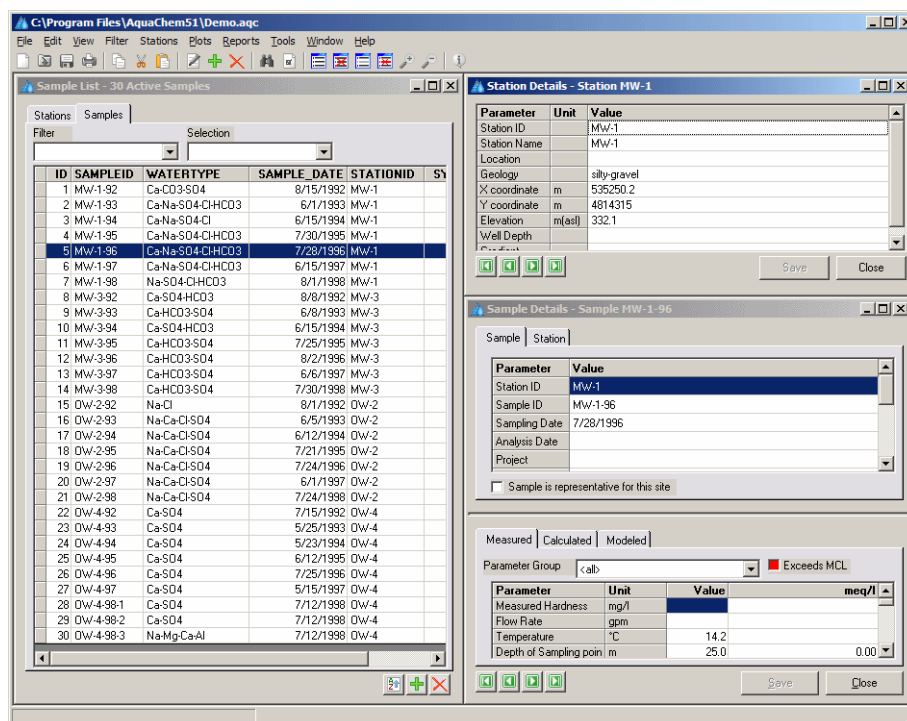 C:\Program Files\AquaChem51\Demo.aqc
File Edit View Filter Stations Plots Reports Tools Window Help
Sample List - 30 Active Samples
Stations Samples
Filter Selection
ID SAMPLEID WATERTYPE SAMPLE_DATE STATIONID SY
1 MW-1-92 Ca-CO3-SO4 8/15/1992 MW-1
2 MW-1-93 Ca-Na-SO4-Cl-HCO3 6/1/1993 MW-1
3 MW-1-94 Ca-Na-SO4-Cl 6/15/1994 MW-1
4 MW-1-95 Ca-Na-SO4-Cl-HCO3 7/30/1995 MW-1
5 MW-1-96 Ca-Na-SO4-Cl-HCO3 7/28/1996 MW-1
6 MW-1-97 Ca-Na-SO4-Cl-HCO3 6/15/1997 MW-1
7 MW-1-98 Na-SO4-Cl-HCO3 8/1/1998 MW-1
8 MW-3-92 Ca-SO4-HCO3 8/8/1992 MW-3
9 MW-3-93 Ca-HCO3-SO4 6/8/1993 MW-3
10 MW-3-94 Ca-SO4-HCO3 6/15/1994 MW-3
11 MW-3-95 Ca-HCO3-SO4 7/25/1995 MW-3
12 MW-3-96 Ca-HCO3-SO4 8/2/1996 MW-3
13 MW-3-97 Ca-HCO3-SO4 6/6/1997 MW-3
14 MW-3-98 Ca-HCO3-SO4 7/30/1998 MW-3
15 OW-2-92 Na-Cl 8/1/1992 OW-2
16 OW-2-93 Na-Ca-Cl-SO4 6/5/1993 OW-2
17 OW-2-94 Na-Ca-Cl-SO4 6/12/1994 OW-2
18 OW-2-95 Na-Ca-Cl-SO4 7/21/1995 OW-2
19 OW-2-96 Na-Ca-Cl-SO4 7/24/1996 OW-2
20 OW-2-97 Na-Ca-Cl-SO4 6/1/1997 OW-2
21 OW-2-98 Na-Ca-Cl-SO4 7/24/1998 OW-2
22 OW-4-92 Ca-SO4 7/15/1992 OW-4
23 OW-4-93 Ca-SO4 5/25/1993 OW-4
24 OW-4-94 Ca-SO4 5/23/1994 OW-4
25 OW-4-95 Ca-SO4 6/12/1995 OW-4
26 OW-4-96 Ca-SO4 7/25/1996 OW-4
27 OW-4-97 Ca-SO4 5/15/1997 OW-4
28 OW-4-98-1 Ca-SO4 7/12/1998 OW-4
29 OW-4-98-2 Ca-SO4 7/12/1998 OW-4
30 OW-4-98-3 Na-Mg-Ca-Al 7/12/1998 OW-4
Station Details - Station MW-1
Parameter Unit Value
Station ID MW-1
Station Name MW-1
Location
Geology silty-gravel
X coordinate m 535250.2
Y coordinate m 4814315
Elevation m(asl) 332.1
Well Depth
Save Close
Sample Details - Sample MW-1-96
Sample Station
Parameter Value
Station ID MW-1
Sample ID MW-1-96
Sampling Date 7/28/1996
Analysis Date
Project
Sample is representative for this site
Measured Calculated Modeled
Parameter Group <all> Exceeds MCL
Parameter Unit Value meq/l
Measured Hardness mg/l
Flow Rate gpm
Temperature °C 14.2
Depth of Sampling poin m 25.0 0.00
Save Close